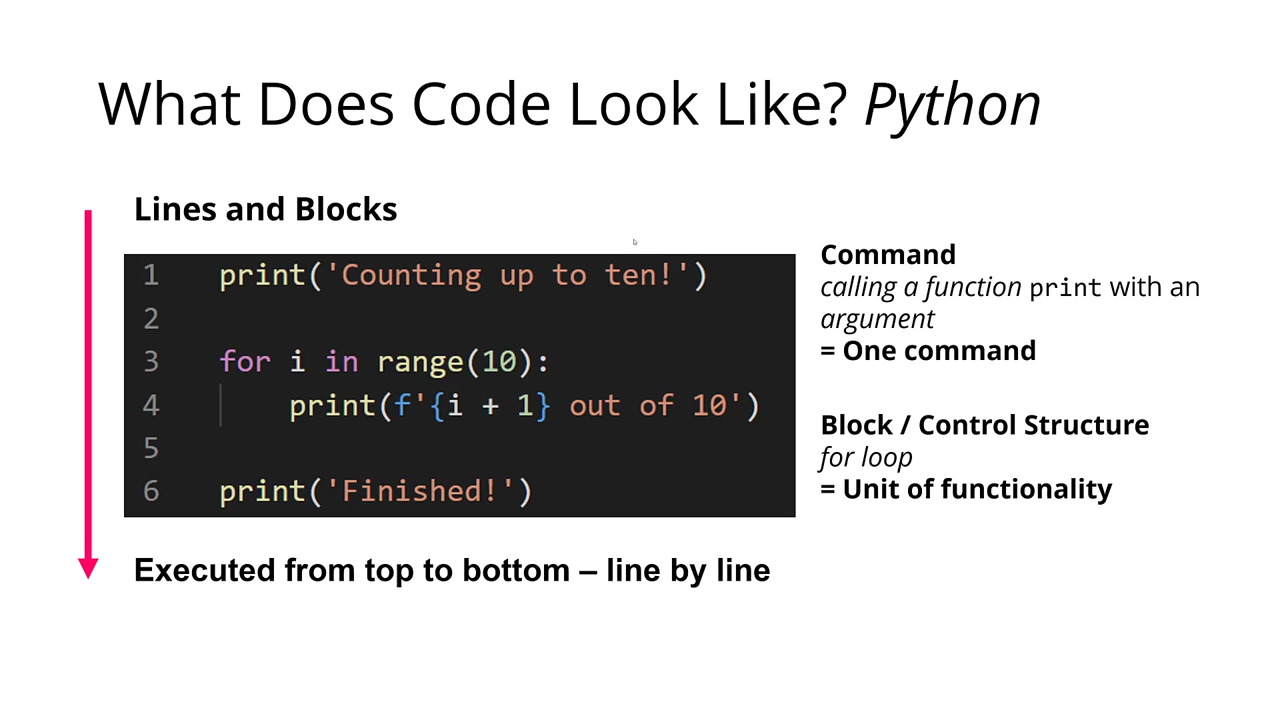 What Does Code Look Like? Python
Lines and Blocks
1 print('Counting up to ten!')
2
3 for i in range(10):
4 print(f'{i + 1} out of 10')
5
6 print('Finished!')
Executed from top to bottom – line by line
Command
calling a function print with an
argument
= One command
Block / Control Structure
for loop
= Unit of functionality